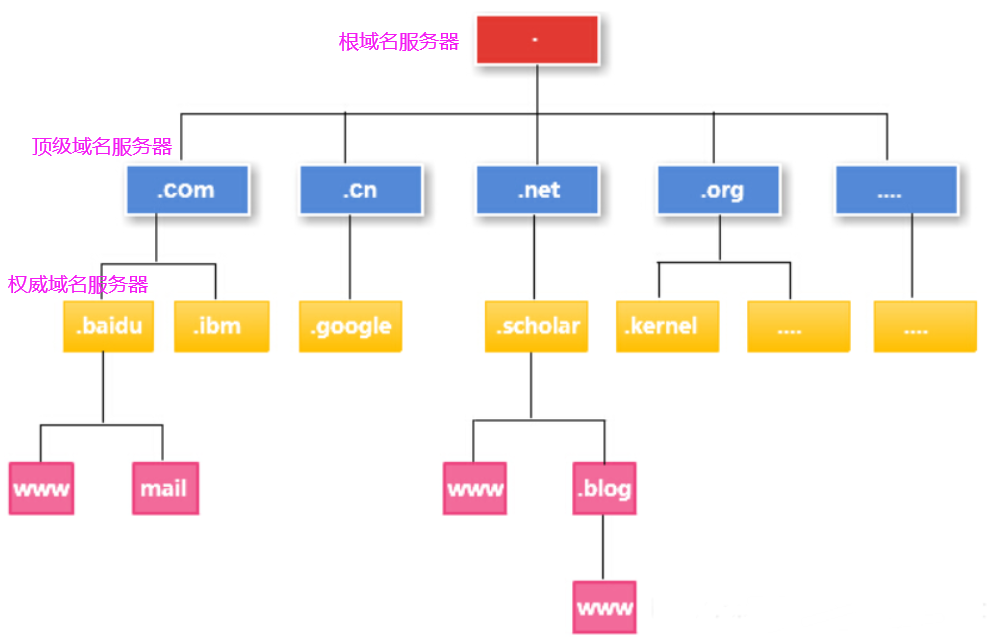 根域名服务器
.
顶级域名服务器
.com
.cn
.net
.org
....
权威域名服务器
.baidu
.ibm
.google
.scholar
.kernel
....
....
www
mail
www
.blog
www